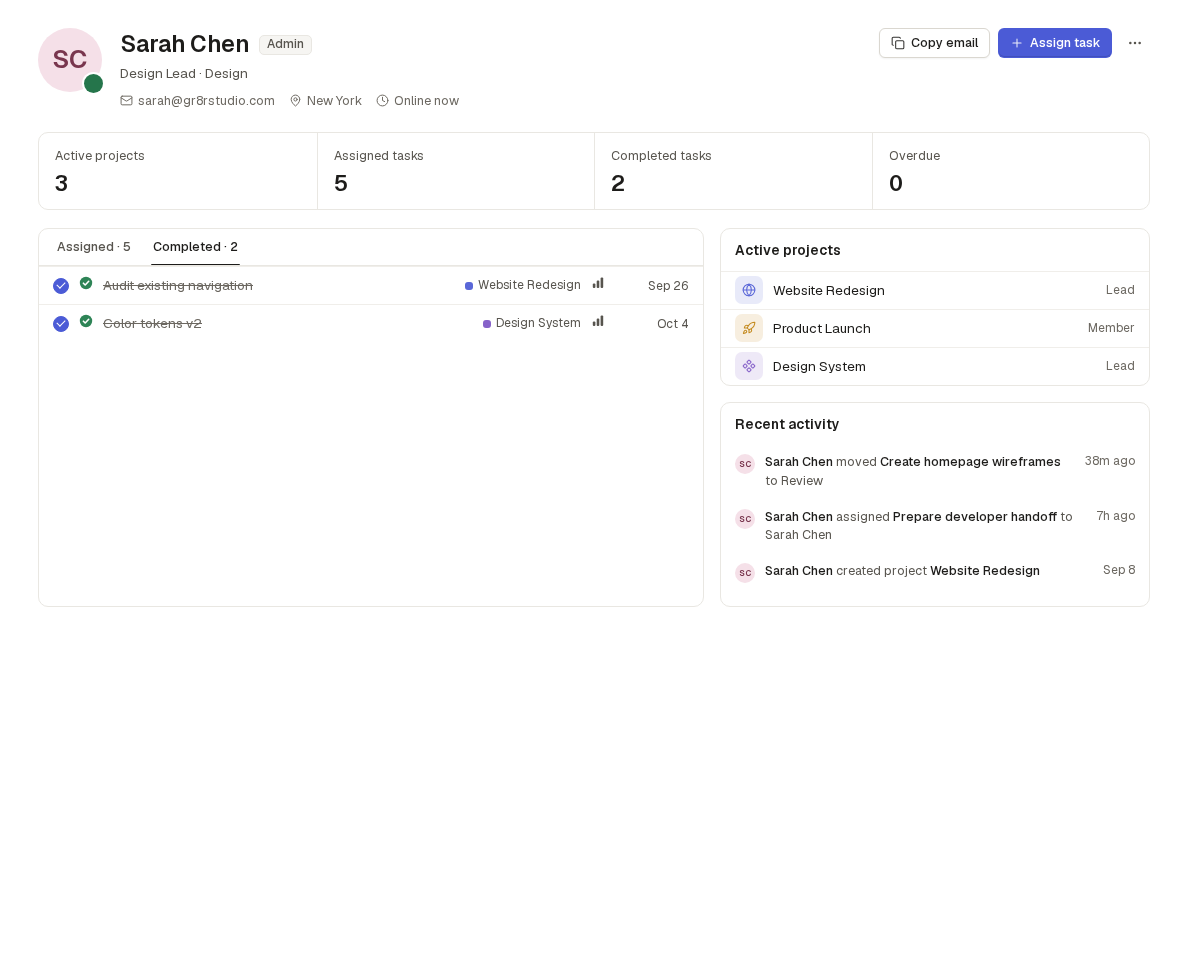 SC
Sarah Chen
Admin
Copy email
Assign task
Design Lead · Design
sarah@gr8rstudio.com
New York
Online now
Active projects
3
Assigned tasks
5
Completed tasks
2
Overdue
0
Assigned · 5
Completed · 2
Audit existing navigation
Website Redesign
Sep 26
Color tokens v2
Design System
Oct 4
Active projects
Website Redesign
Lead
Product Launch
Member
Design System
Lead
Recent activity
SC
Sarah Chen moved Create homepage wireframes
38m ago
to Review
SC
Sarah Chen assigned Prepare developer handoff to
7h ago
Sarah Chen
SC
Sarah Chen created project Website Redesign
Sep 8